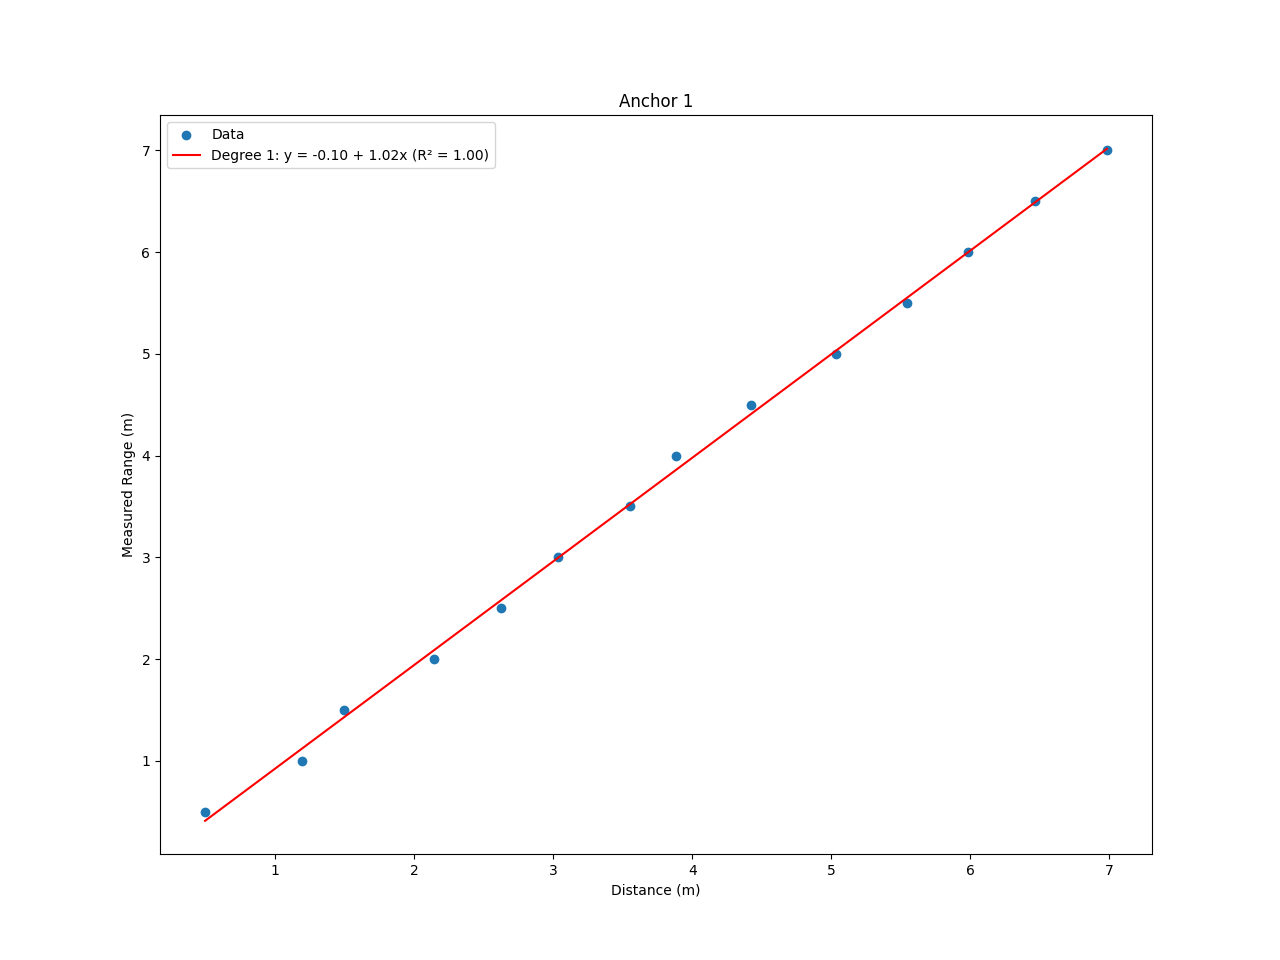 Anchor 1
Data
Degree 1: y = -0.10 + 1.02x (R² = 1.00)
Measured Range (m)
7
6
5
4
3
2
1
1 2 3 4 5 6 7
Distance (m)